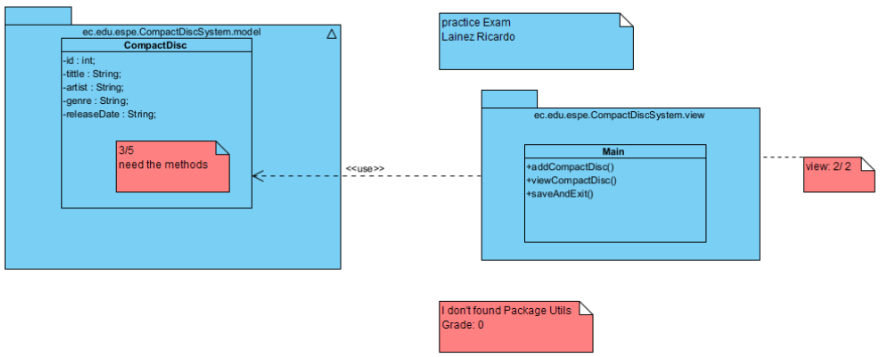 ec.edu.espe.CompactDiscSystem.model
CompactDisc
-id : int;
-tittle : String;
-artist : String;
-genre : String;
-releaseDate : String;
3/5
need the methods
<<use>>
practice Exam
Lainez Ricardo
ec.edu.espe.CompactDiscSystem.view
Main
+addCompactDisc()
+viewCompactDisc()
+saveAndExit()
view: 2/ 2
I don't found Package Utils
Grade: 0